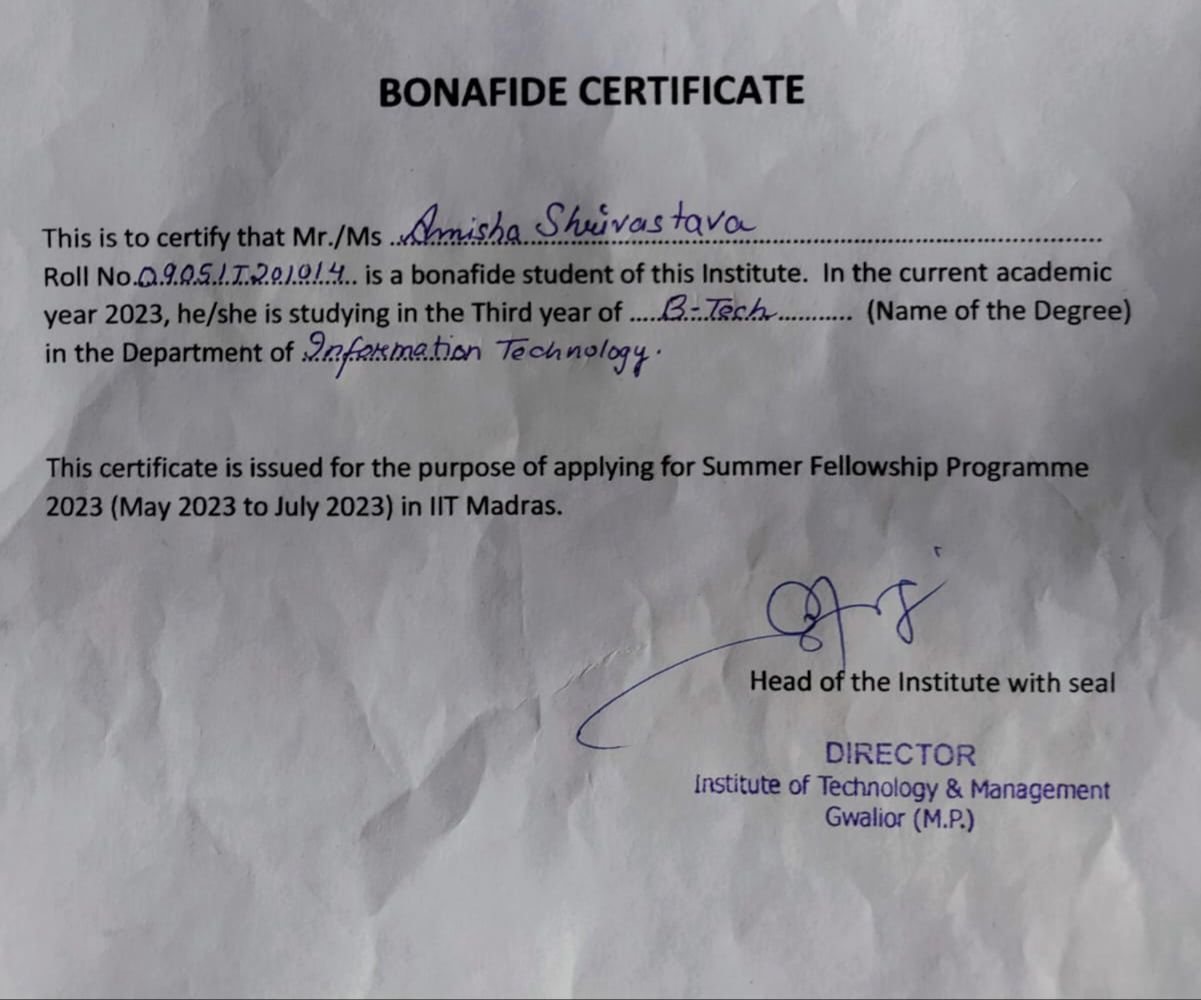 BONAFIDE CERTIFICATE
This is to certify that Mr./Ms ..Amisha Shrivastava..........
Roll No.0905IT201014.. is a bonafide student of this Institute. In the current academic
year 2023, he/she is studying in the Third year of .....B-Tech........... (Name of the Degree)
in the Department of Information Technology.
This certificate is issued for the purpose of applying for Summer Fellowship Programme
2023 (May 2023 to July 2023) in IIT Madras.
Head of the Institute with seal
DIRECTOR
Institute of Technology & Management
Gwalior (M.P.)